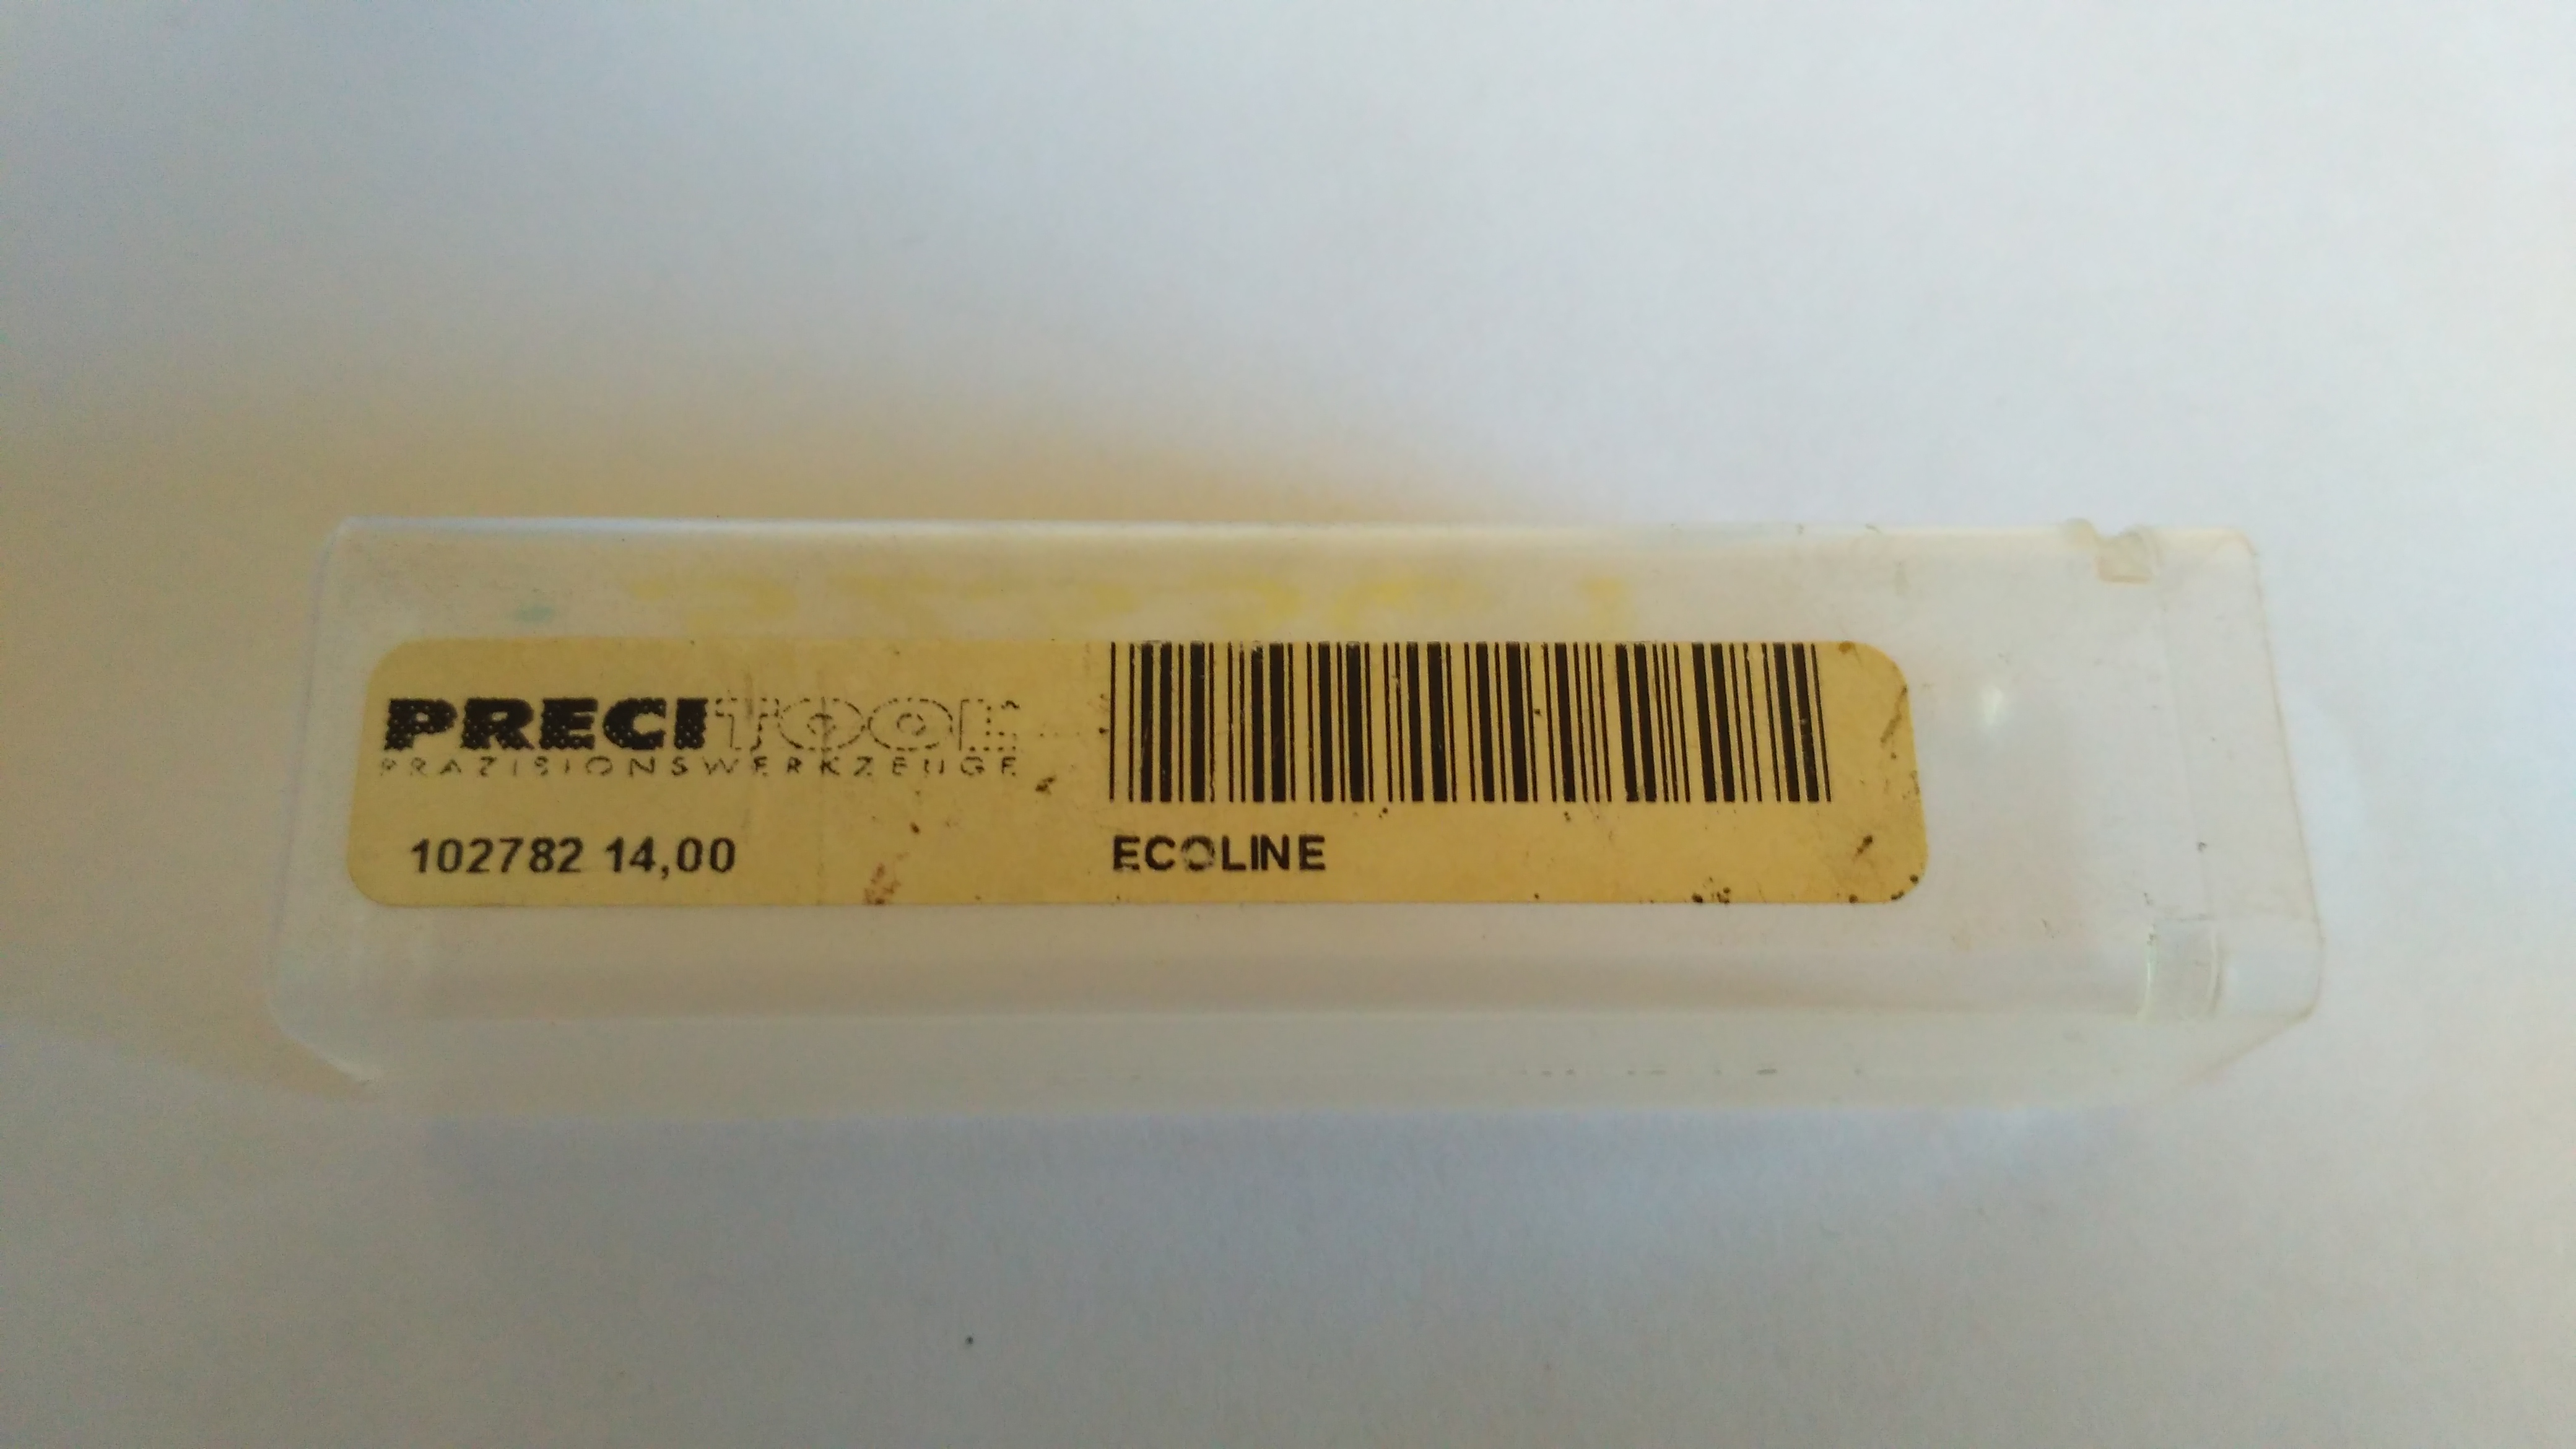 PRECITOOL
PRÄZISIONSWERKZEUGE
102782 14,00
ECOLINE